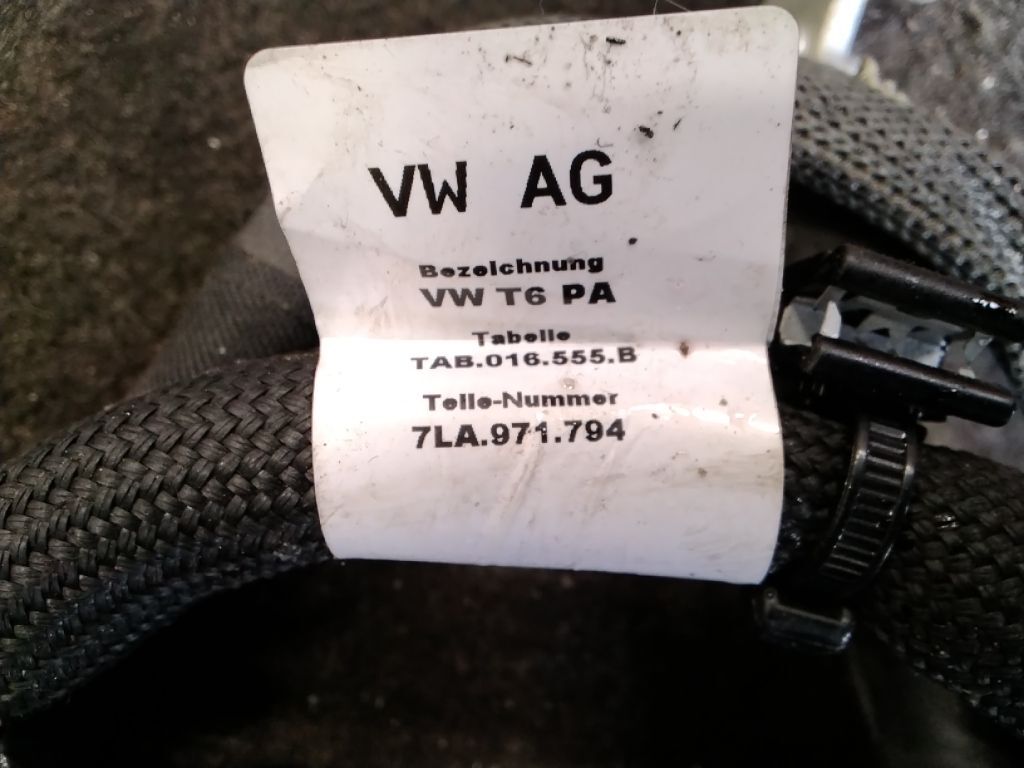 VW AG
Bezeichnung
VW T6 PA
Tabelle
TAB.016.555.B
Teile-Nummer
7LA.971.794